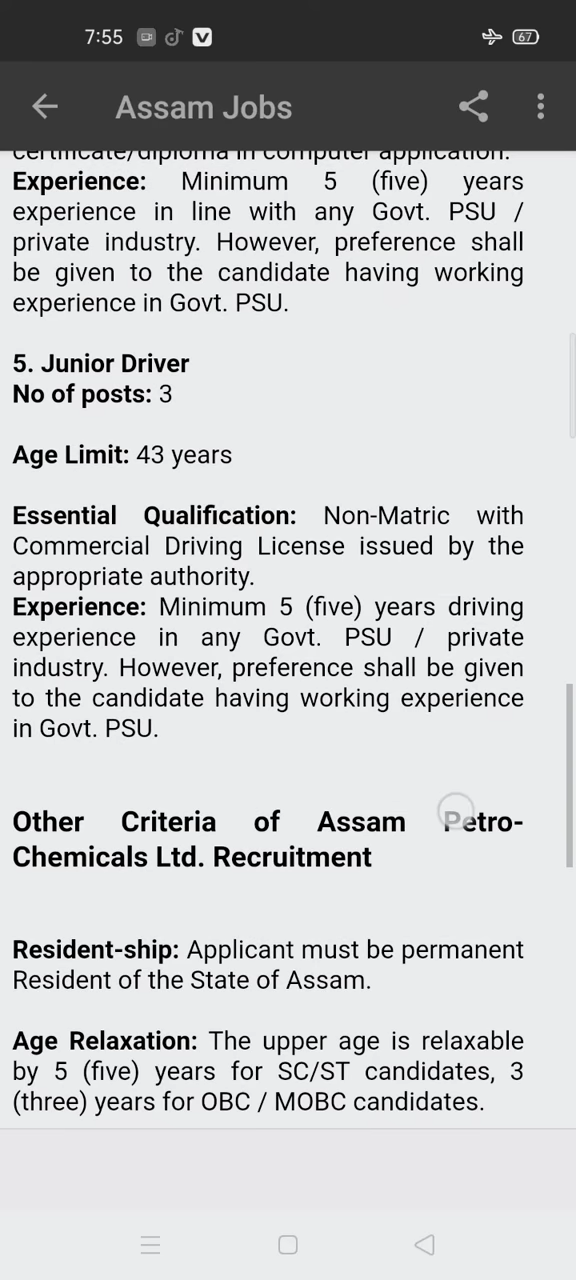 7:55
67
Assam Jobs
certificate/diploma in computer application.
Experience: Minimum 5 (five) years
experience in line with any Govt. PSU /
private industry. However, preference shall
be given to the candidate having working
experience in Govt. PSU.
5. Junior Driver
No of posts: 3
Age Limit: 43 years
Essential Qualification: Non-Matric with
Commercial Driving License issued by the
appropriate authority.
Experience: Minimum 5 (five) years driving
experience in any Govt. PSU / private
industry. However, preference shall be given
to the candidate having working experience
in Govt. PSU.
Other Criteria of Assam Petro-
Chemicals Ltd. Recruitment
Resident-ship: Applicant must be permanent
Resident of the State of Assam.
Age Relaxation: The upper age is relaxable
by 5 (five) years for SC/ST candidates, 3
(three) years for OBC / MOBC candidates.